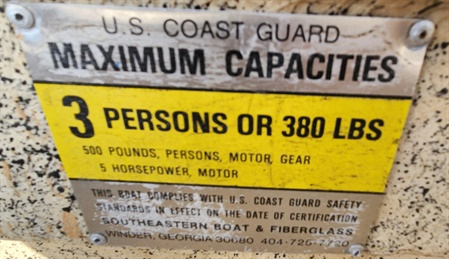 U.S. COAST GUARD
MAXIMUM CAPACITIES
3 PERSONS OR 380 LBS
500 POUNDS, PERSONS, MOTOR, GEAR
5 HORSEPOWER, MOTOR
THIS BOAT COMPLIES WITH U.S. COAST GUARD SAFETY
STANDARDS IN EFFECT ON THE DATE OF CERTIFICATION
SOUTHEASTERN BOAT & FIBERGLASS
WINDER, GEORGIA 30680